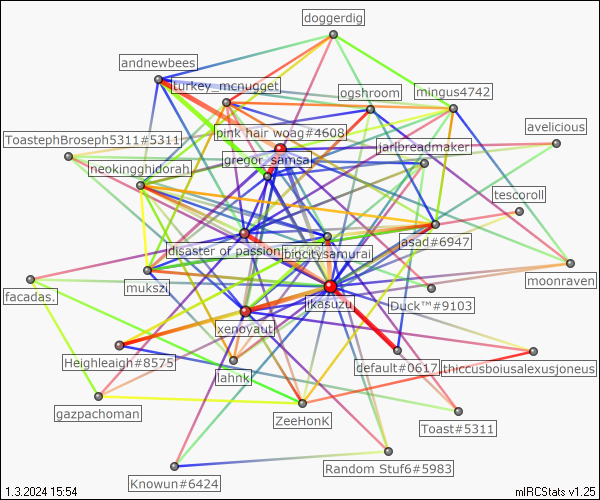 doggerdig
andnewbees
turkey_mcnugget
ogshroom
mingus4742
pink hair woag#4608
avelicious
ToastephBroseph5311#5311
jarlbreadmaker
neokingghidorah
gregor_samsa
tescoroll
disaster of passion
bigcitysamurai
asad#6947
mukszi
moonraven
facadas.
ikasuzu
Duck™#9103
xenoyaut
Heighleagh#8575
lahnk
default#0617
thiccusboiusalexusjoneus
gazpachoman
ZeeHonK
Toast#5311
Knowun#6424
Random Stuf6#5983
1.3.2024 15:54
mIRCStats v1.25